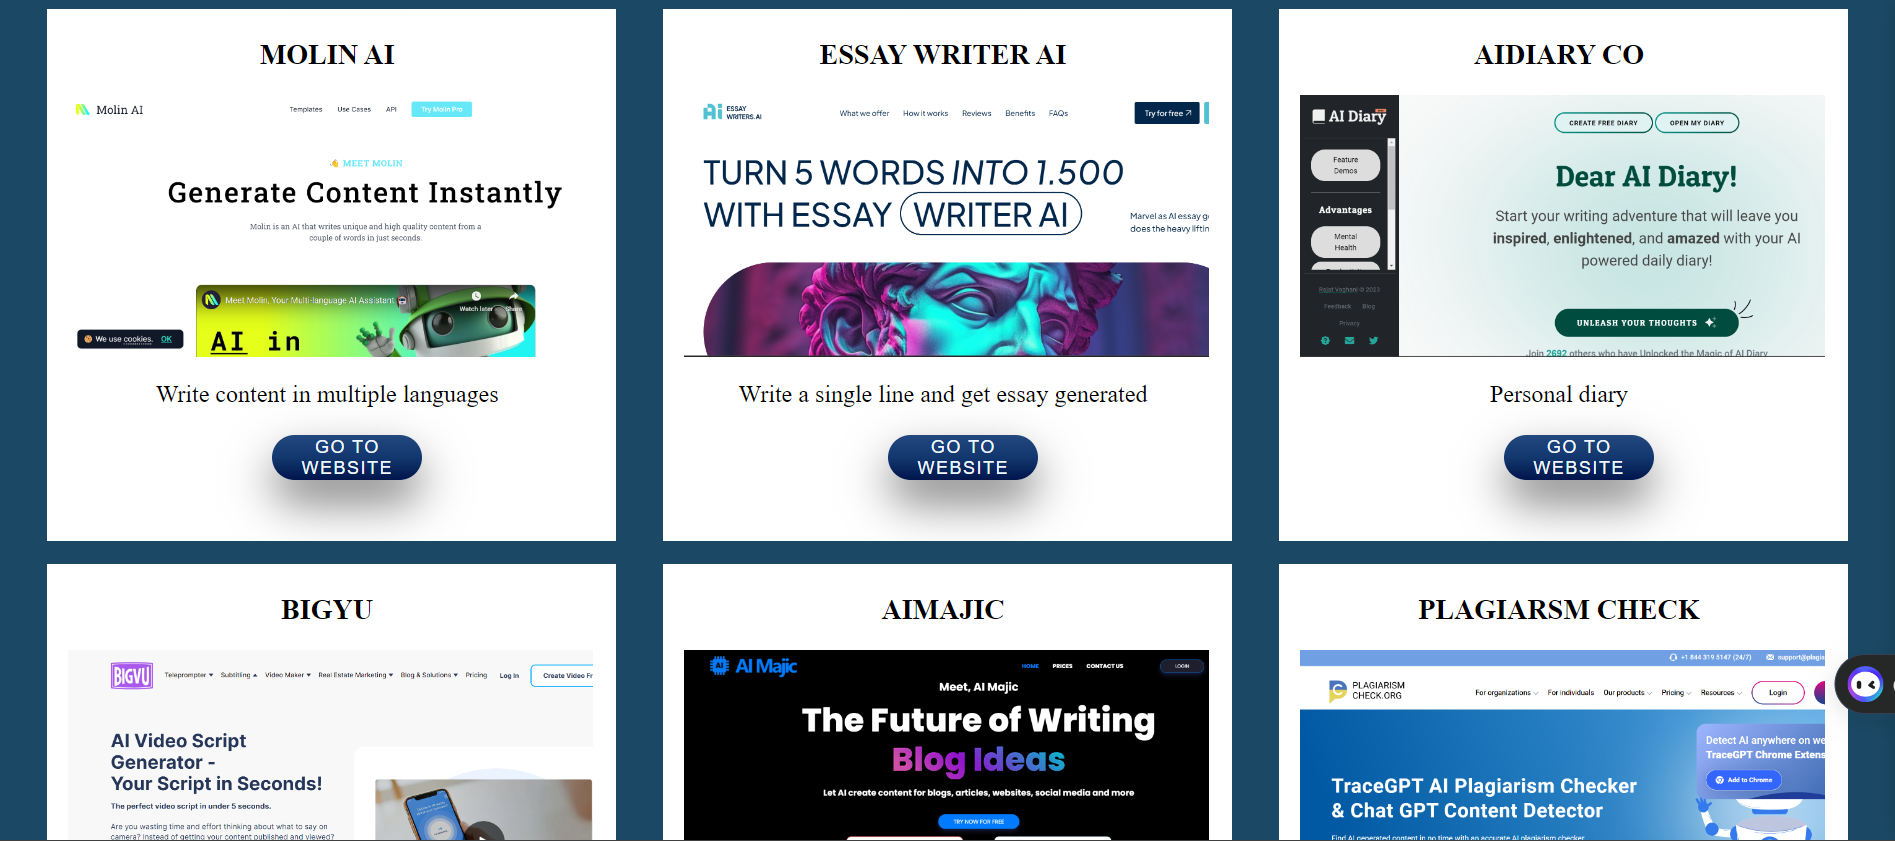 MOLIN AI
Molin AI
Templates
Use Cases
API
Try Molin Pro
👋 MEET MOLIN
Generate Content Instantly
Molin is an AI that writes unique and high quality content from a
couple of words in just seconds.
Meet Molin, Your Multi-language AI Assistant
Watch later
Share
AI in
We use cookies. OK
Write content in multiple languages
GO TO
WEBSITE
ESSAY WRITER AI
ESSAY
WRITERS.AI
What we offer
How it works
Reviews
Benefits
FAQs
Try for free
TURN 5 WORDS INTO 1.500
WITH ESSAY WRITER AI
Marvel as AI essay g
does the heavy liftin
Write a single line and get essay generated
GO TO
WEBSITE
AIDIARY CO
AI Diary
Feature
Demos
Advantages
Mental
Health
Rajat Vaghani © 2023
Feedback
Blog
Privacy
CREATE FREE DIARY
OPEN MY DIARY
Dear AI Diary!
Start your writing adventure that will leave you
inspired, enlightened, and amazed with your AI
powered daily diary!
UNLEASH YOUR THOUGHTS
Join 2692 others who have Unlocked the Magic of AI Diary
Personal diary
GO TO
WEBSITE
BIGYU
BIGVU
Teleprompter
Subtitling
Video Maker
Real Estate Marketing
Blog & Solutions
Pricing
Log In
Create Video Fr
AI Video Script
Generator -
Your Script in Seconds!
The perfect video script in under 5 seconds.
Are you wasting time and effort thinking about what to say on
camera? Instead of getting your content published and viewed?
AIMAJIC
AI Majic
HOME
PRICES
CONTACT US
LOGIN
Meet, AI Majic
The Future of Writing
Blog Ideas
Let AI create content for blogs, articles, websites, social media and more
TRY NOW FOR FREE
PLAGIARSM CHECK
+1 844 319 5147 (24/7)
support@plagis
PLAGIARISM
CHECK.ORG
For organizations
For individuals
Our products
Pricing
Resources
Login
Detect AI anywhere on we
TraceGPT Chrome Extens
Add to Chrome
TraceGPT AI Plagiarism Checker
& Chat GPT Content Detector
Find AI generated content in no time with an accurate AI plagiarism checker